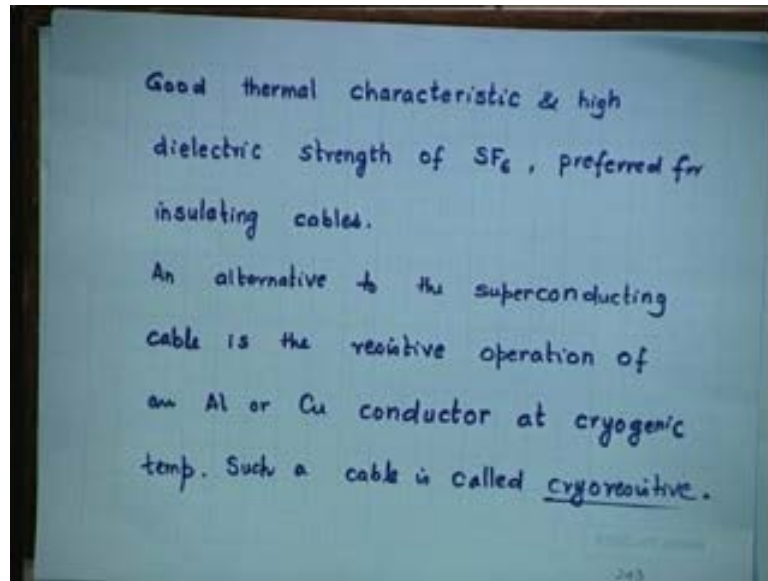 Good thermal characteristic & high
dielectric strength of SF₆, preferred for
insulating cables.
An alternative to the superconducting
cable is the resistive operation of
an Al or Cu conductor at cryogenic
temp. Such a cable is called cryoresistive.